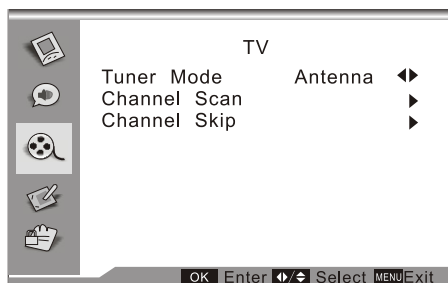 TV
Tuner Mode Antenna
Channel Scan
Channel Skip
OK Enter / Select MENU Exit